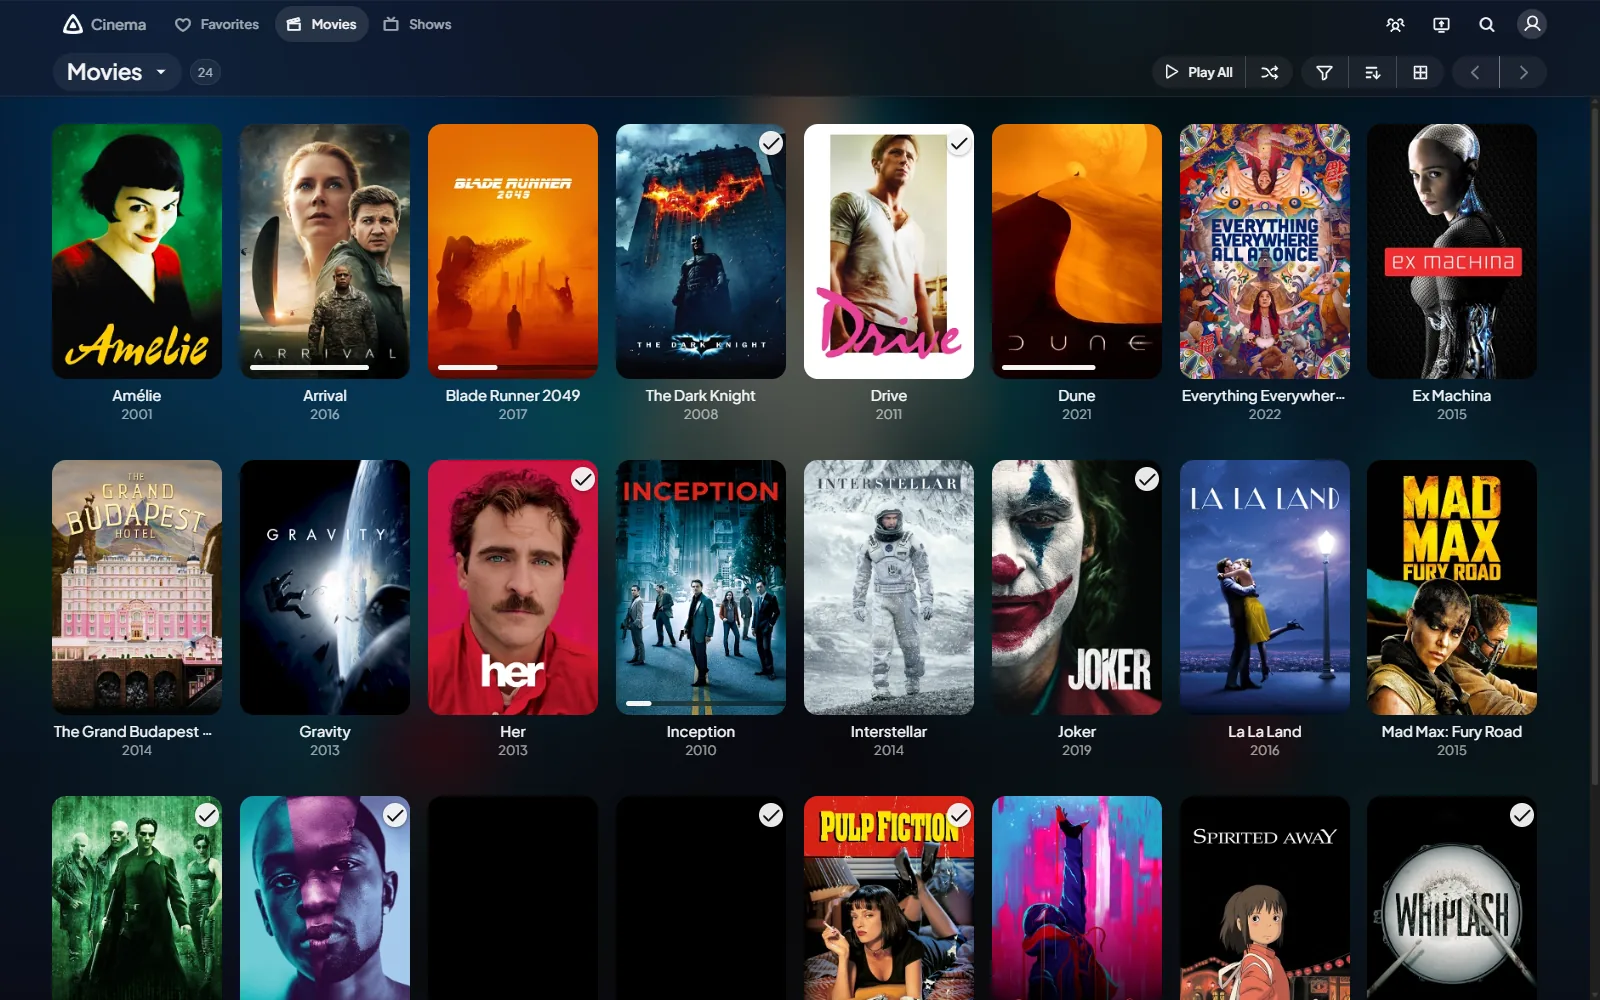 Cinema
Favorites
Movies
Shows
Movies
24
Play All
Amélie
ARRIVAL
BLADE RUNNER
2049
THE DARK KNIGHT
Drive
DUNE
EVERYTHING
EVERYWHERE
ALL AT ONCE
ex machina
Amélie
2001
Arrival
2016
Blade Runner 2049
2017
The Dark Knight
2008
Drive
2011
Dune
2021
Everything Everywher...
2022
Ex Machina
2015
THE
GRAND
BUDAPEST
HOTEL
GRAVITY
her
INCEPTION
INTERSTELLAR
JOKER
LA LA LAND
MAD
MAX
FURY ROAD
The Grand Budapest ...
2014
Gravity
2013
Her
2013
Inception
2010
Interstellar
2014
Joker
2019
La La Land
2016
Mad Max: Fury Road
2015
PULP FICTION
SPIRITED AWAY
WHIPLASH